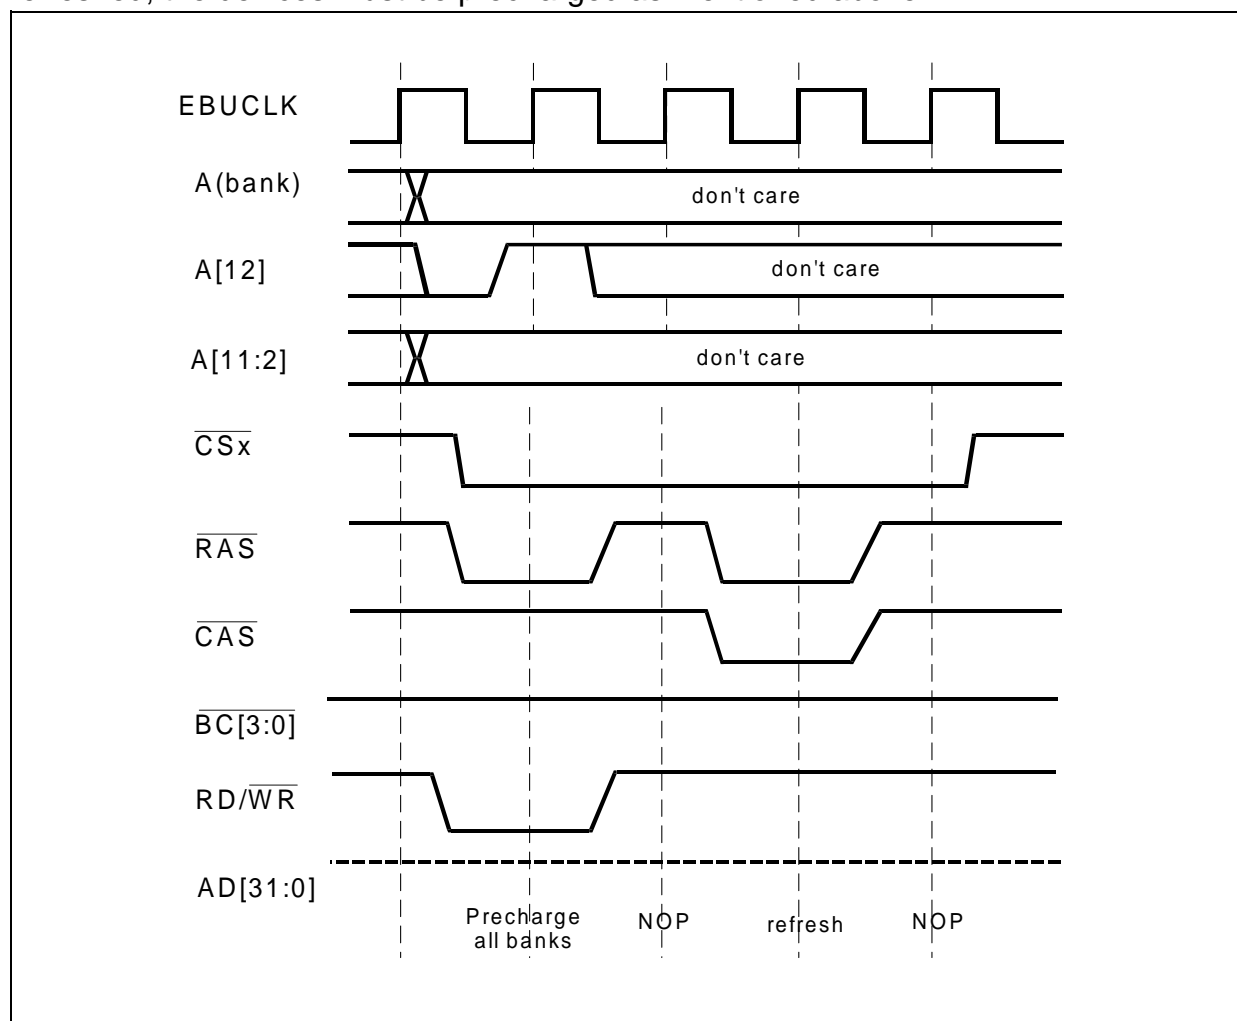 EBUCLK
A(bank)
don't care
A[12]
don't care
A[11:2]
don't care
CSx
RAS
CAS
BC[3:0]
RD/WR
AD[31:0]
Precharge all banks
NOP
refresh
NOP